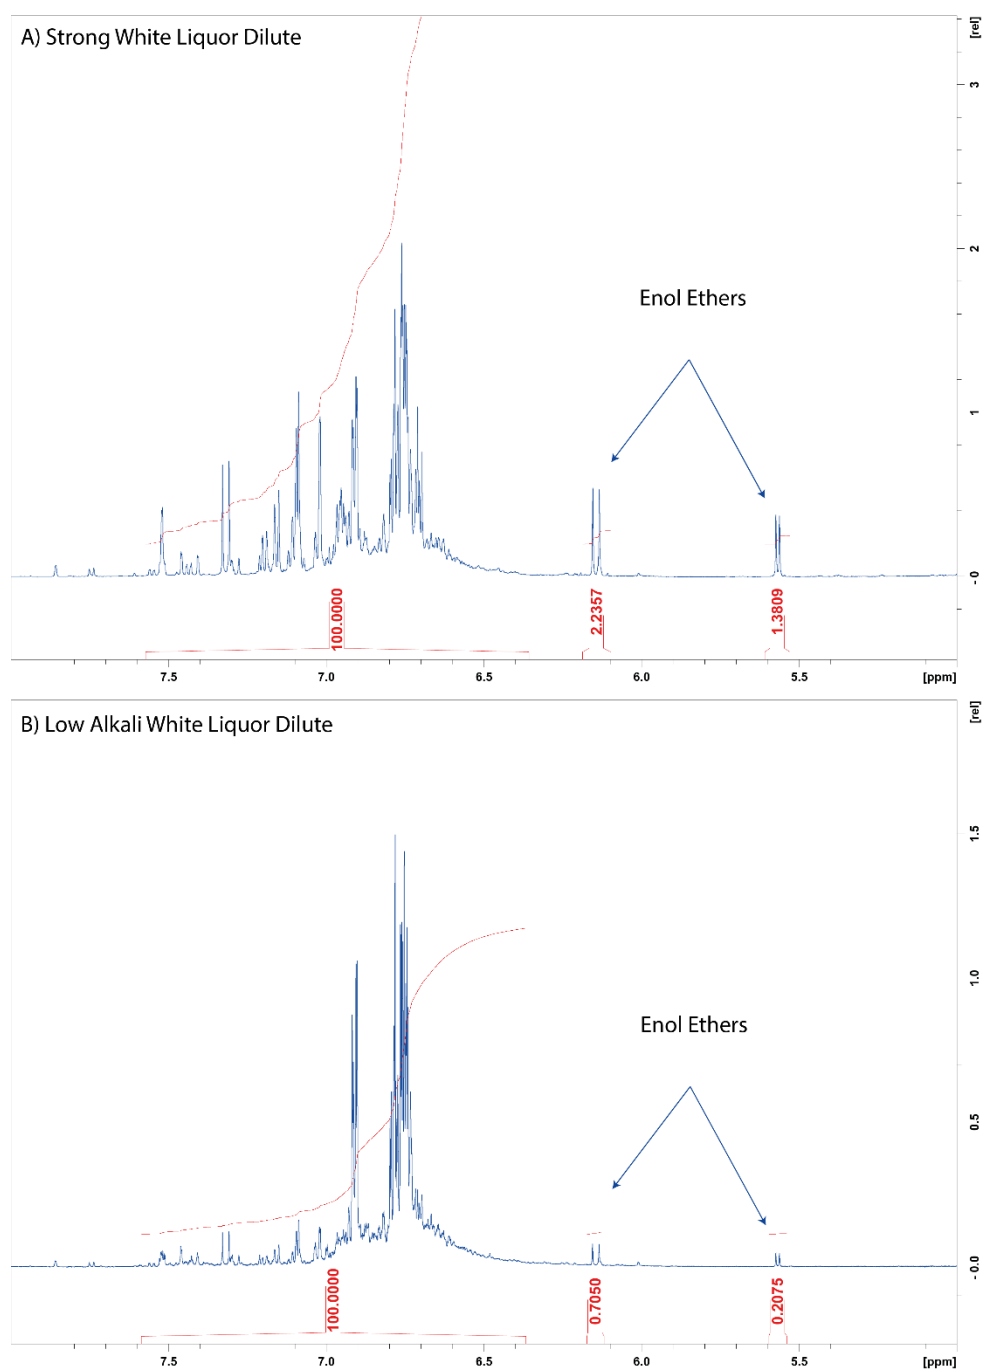 A) Strong White Liquor Dilute
[rel]
3
2
1
- 0
Enol Ethers
100.0000
2.2357
1.3809
7.5 7.0 6.5 6.0 5.5 [ppm]
B) Low Alkali White Liquor Dilute
[rel]
1.5
1.0
0.5
- 0.0
Enol Ethers
100.0000
0.7050
0.2075
7.5 7.0 6.5 6.0 5.5 [ppm]